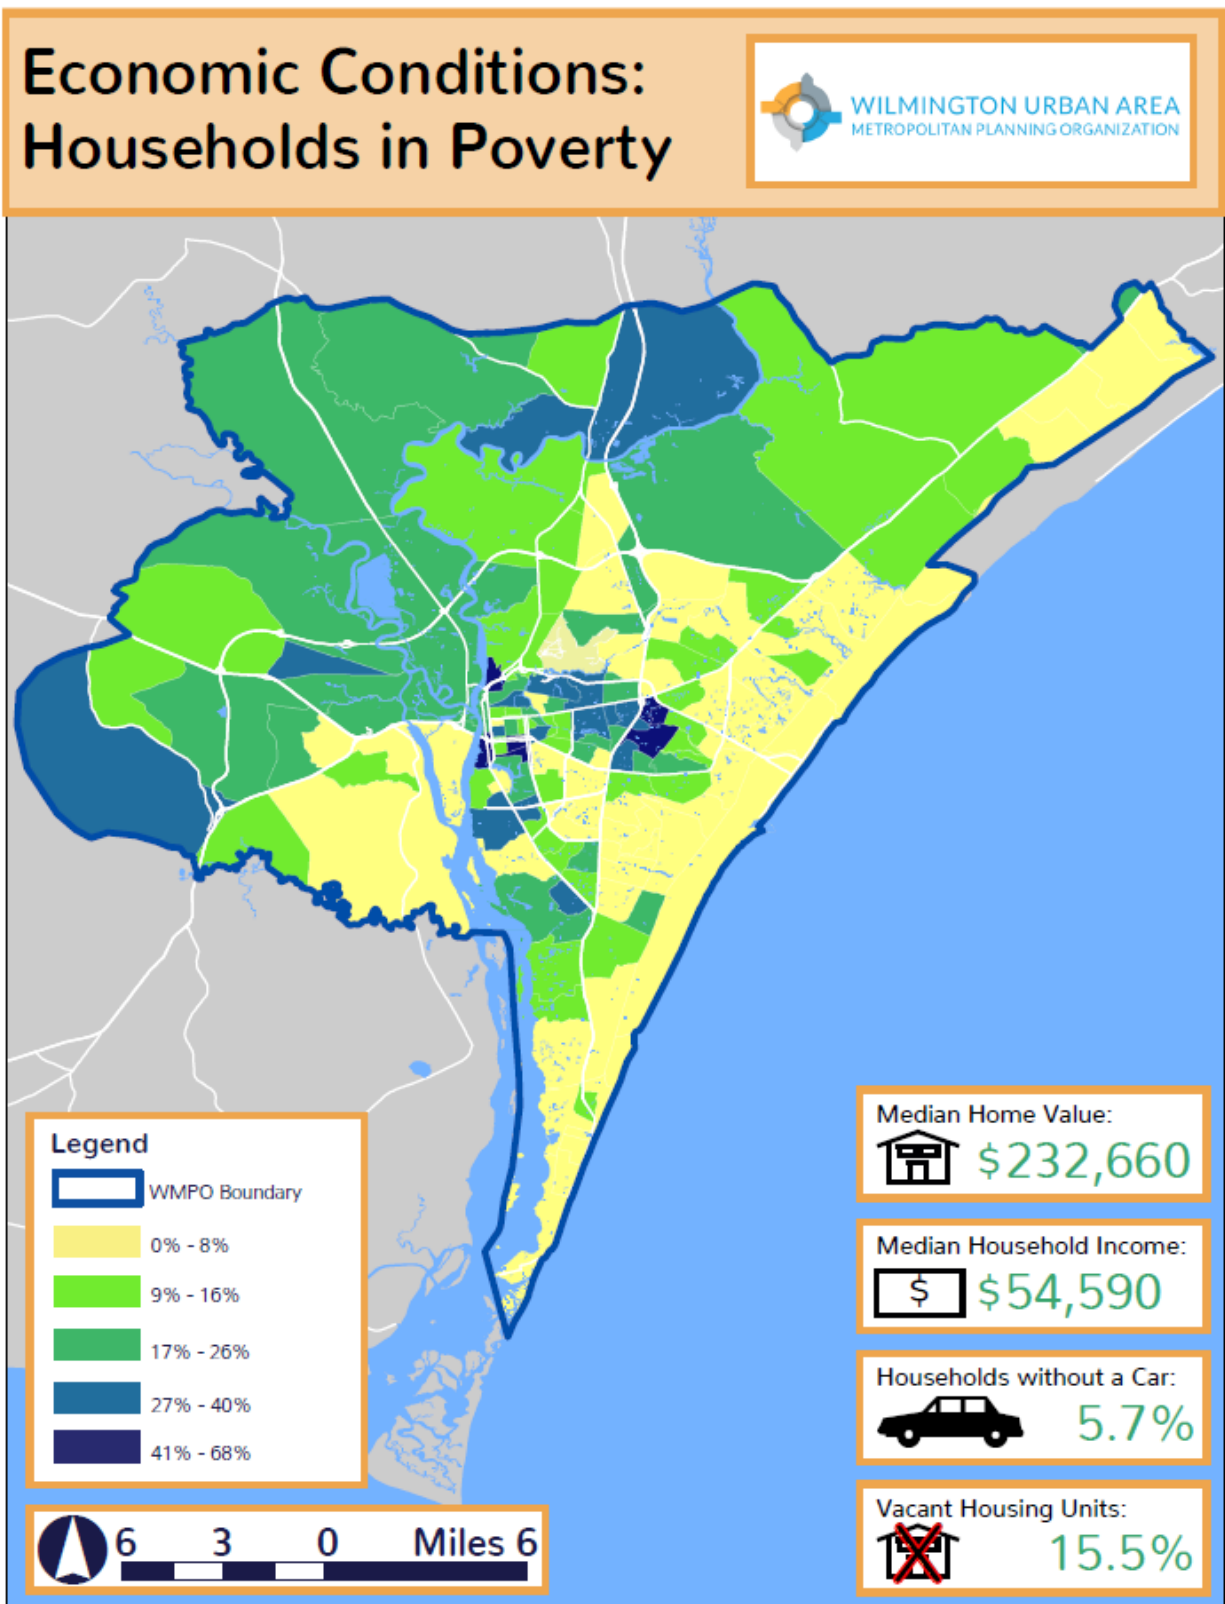 Economic Conditions:
Households in Poverty
WILMINGTON URBAN AREA
METROPOLITAN PLANNING ORGANIZATION
Legend
WMPO Boundary
0% - 8%
9% - 16%
17% - 26%
27% - 40%
41% - 68%
6 3 0 Miles 6
Median Home Value:
$232,660
Median Household Income:
$ $54,590
Households without a Car:
5.7%
Vacant Housing Units:
15.5%